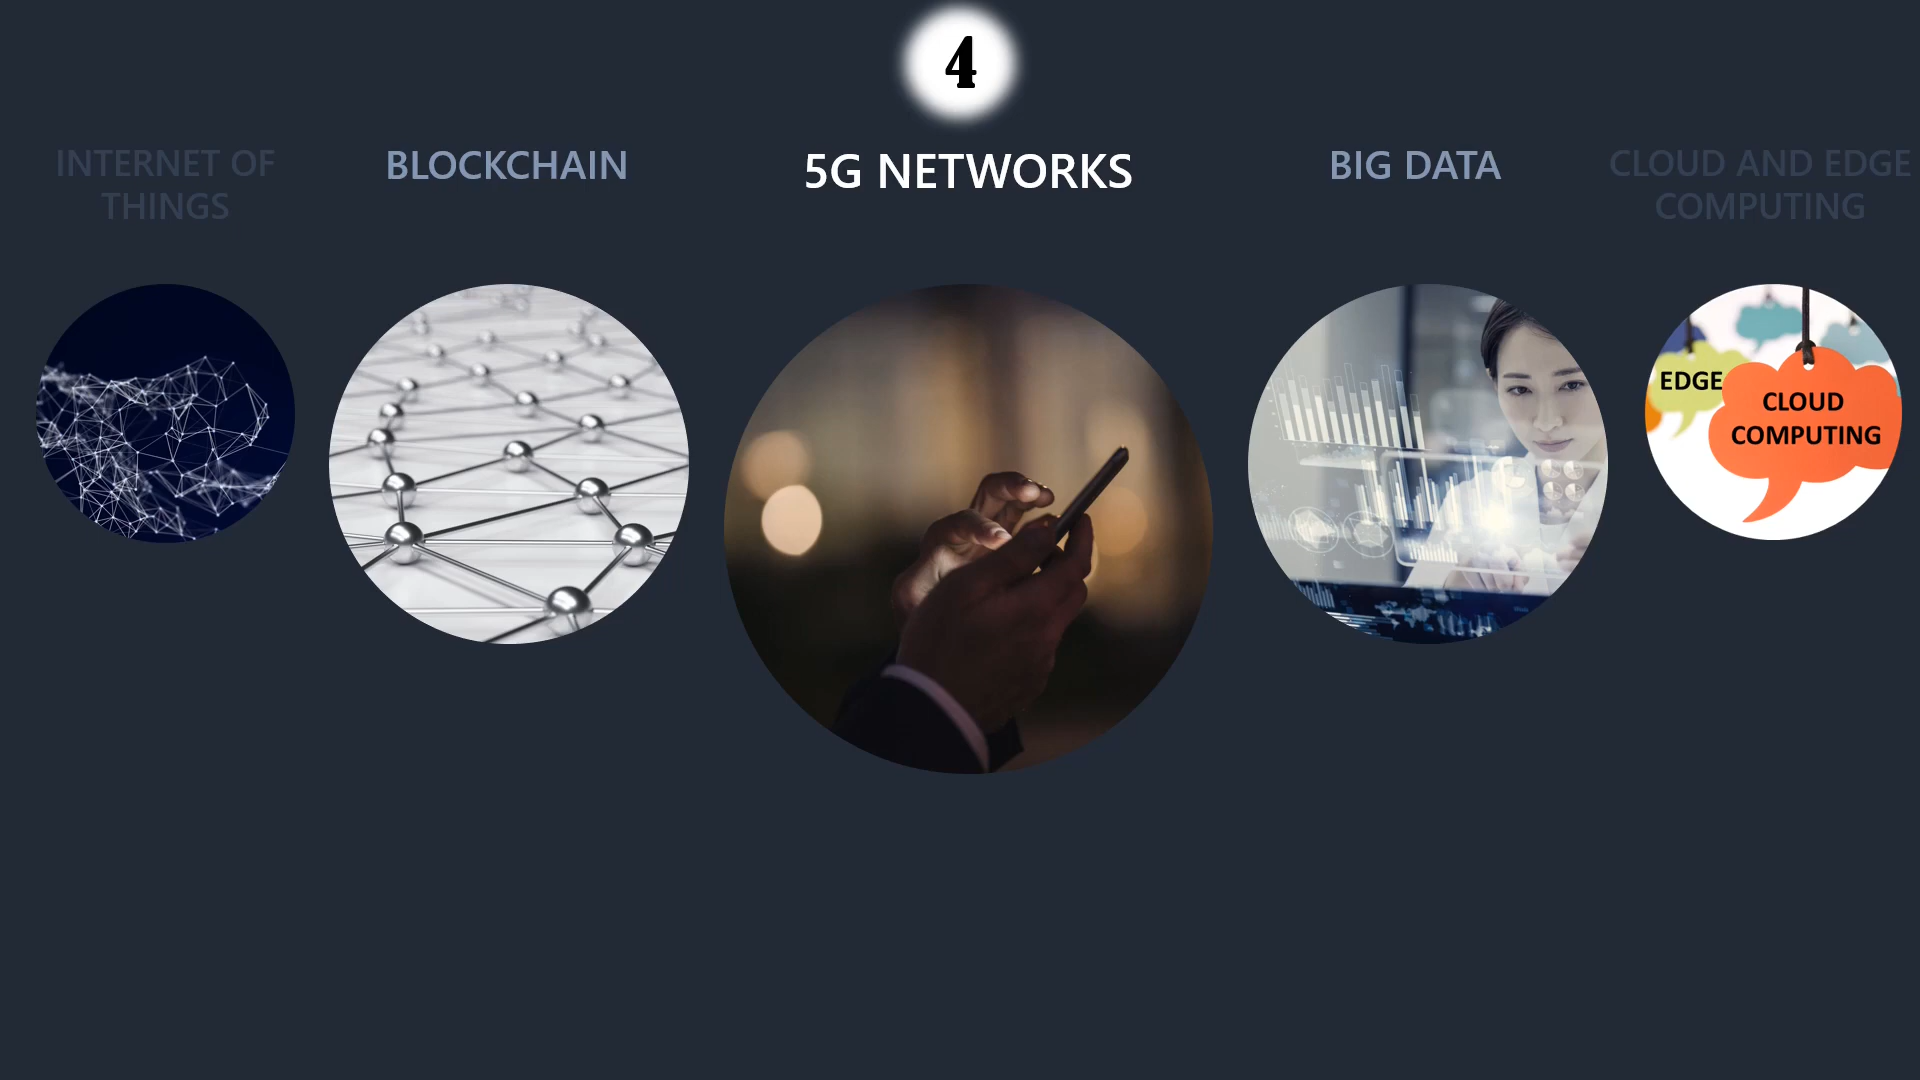 4
INTERNET OF
THINGS
BLOCKCHAIN
5G NETWORKS
BIG DATA
CLOUD AND EDGE
COMPUTING
EDGE
CLOUD
COMPUTING